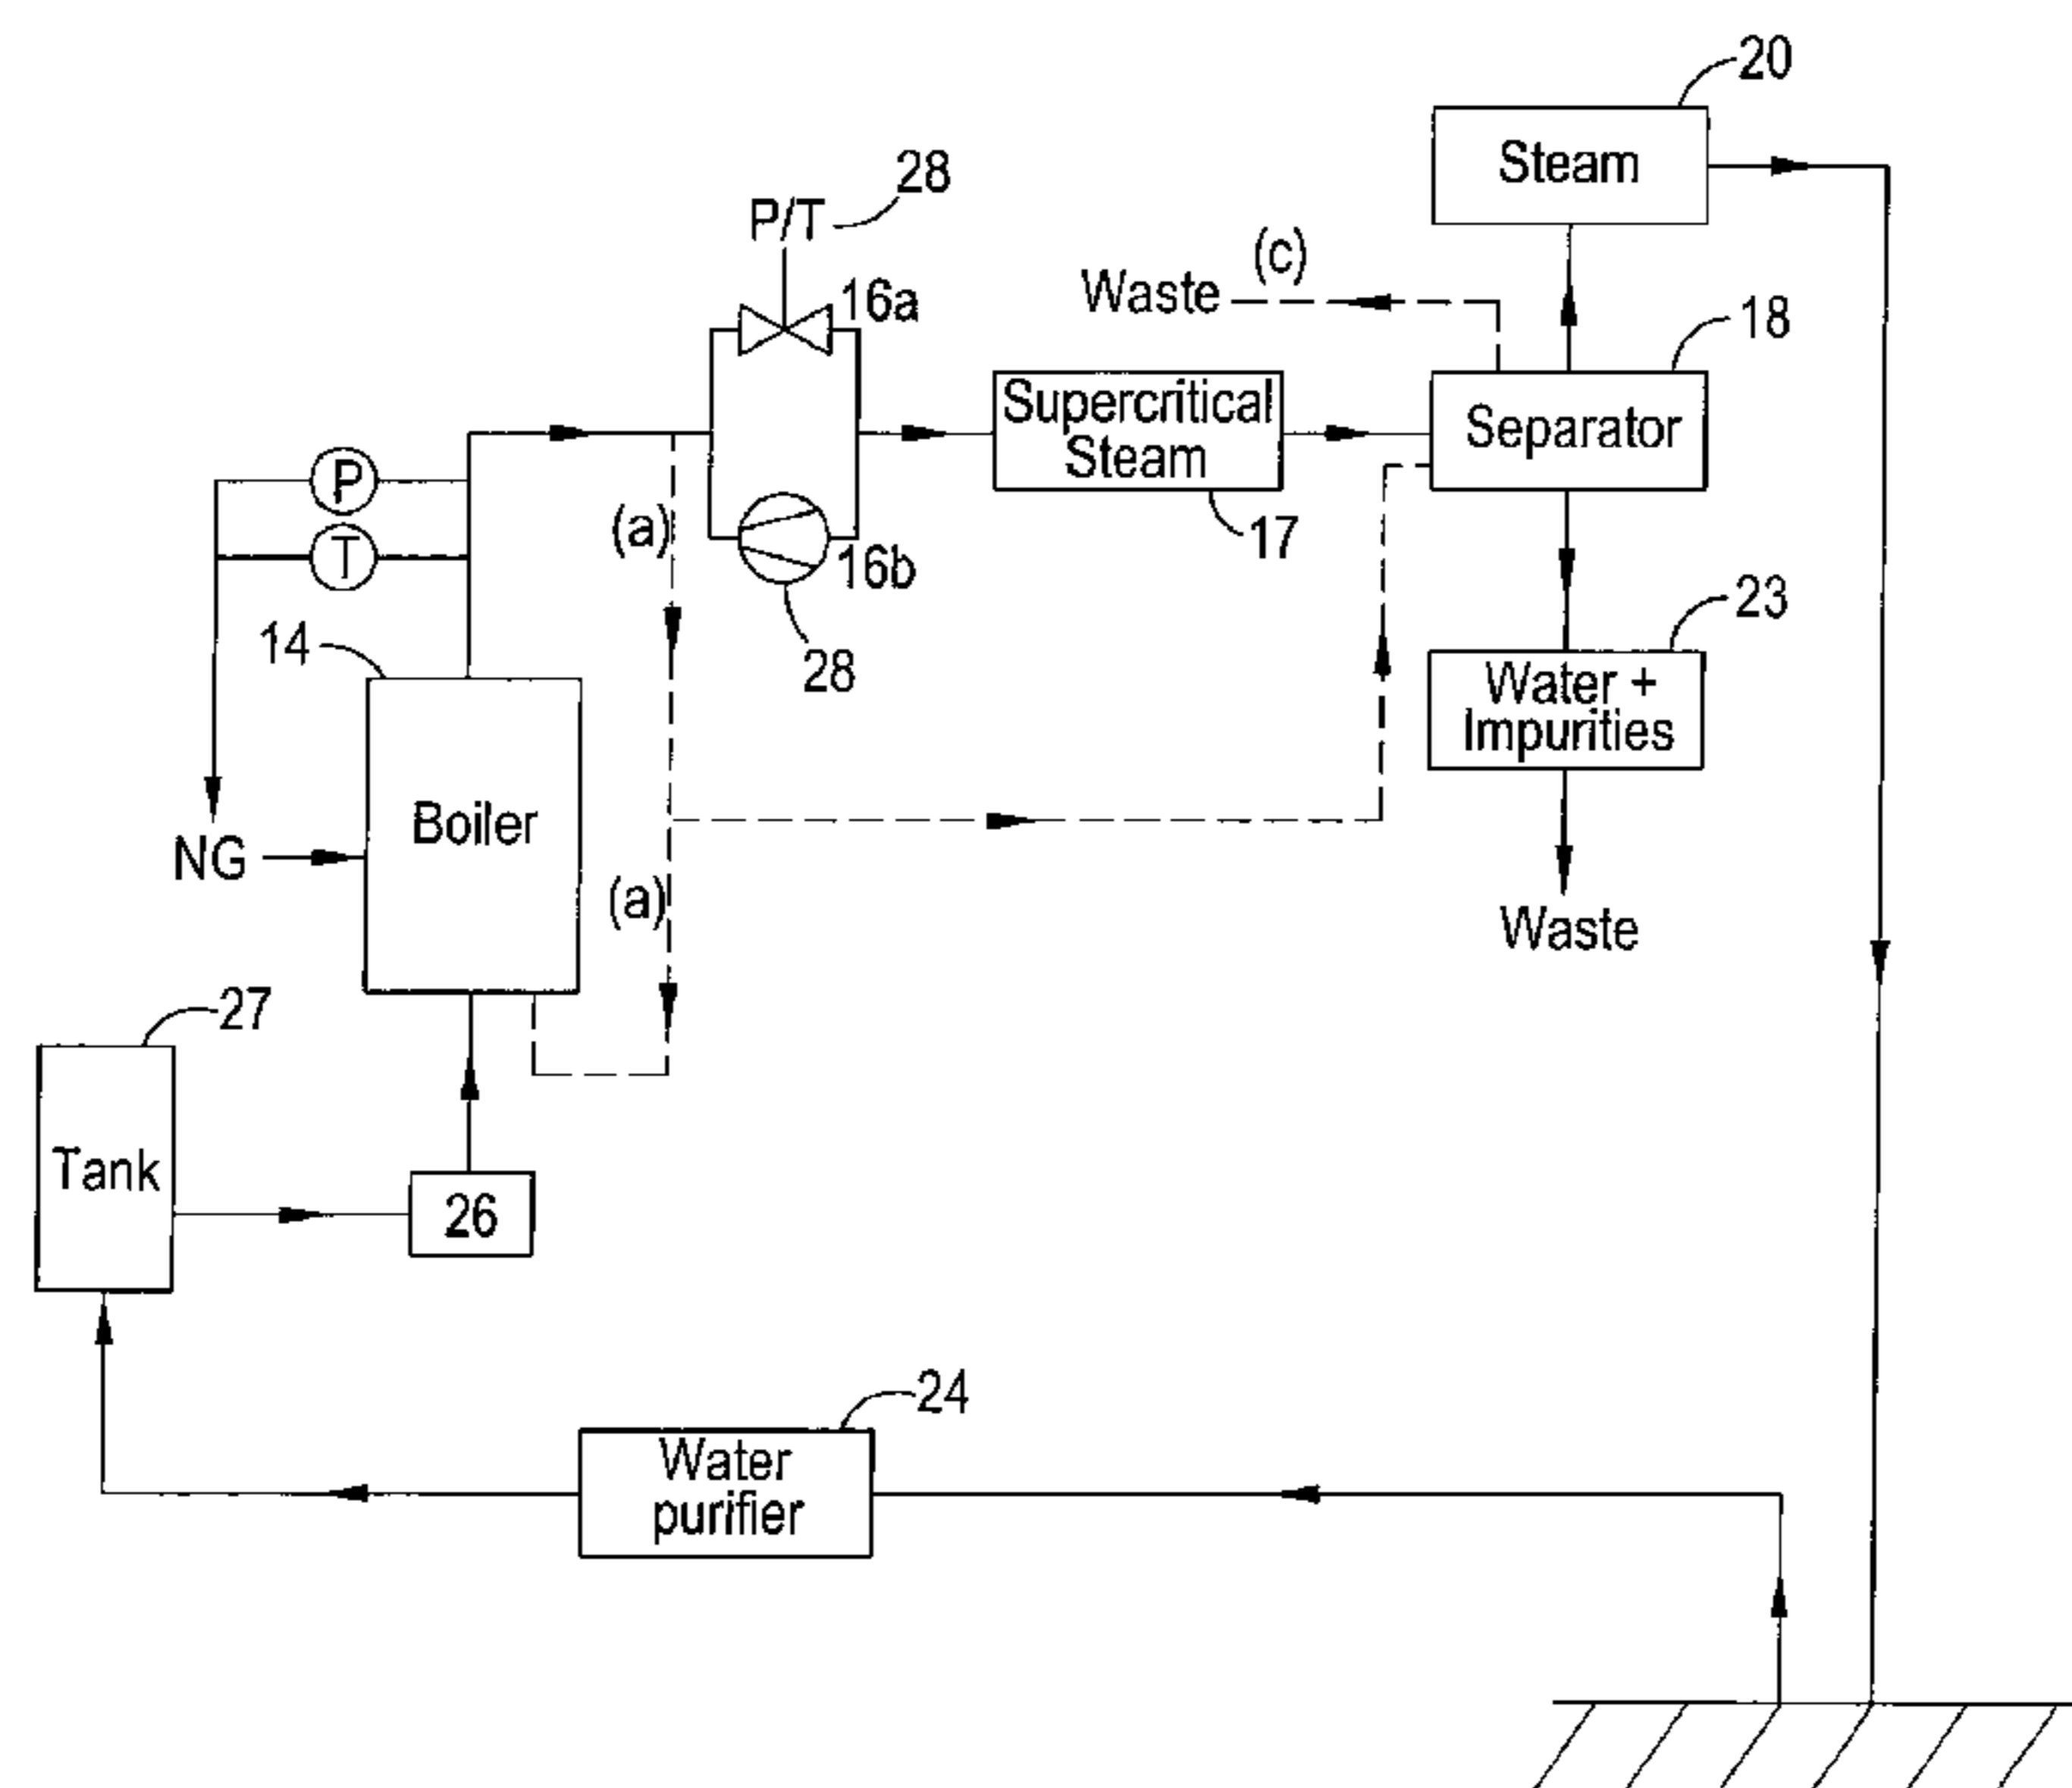 20
Steam
28
P/T
(c)
Waste
16a
18
Supercritical
Steam
Separator
P
(a)
17
T
16b
23
14
28
Water +
Impurities
Boiler
NG
(a)
Waste
27
Tank
26
24
Water
purifier